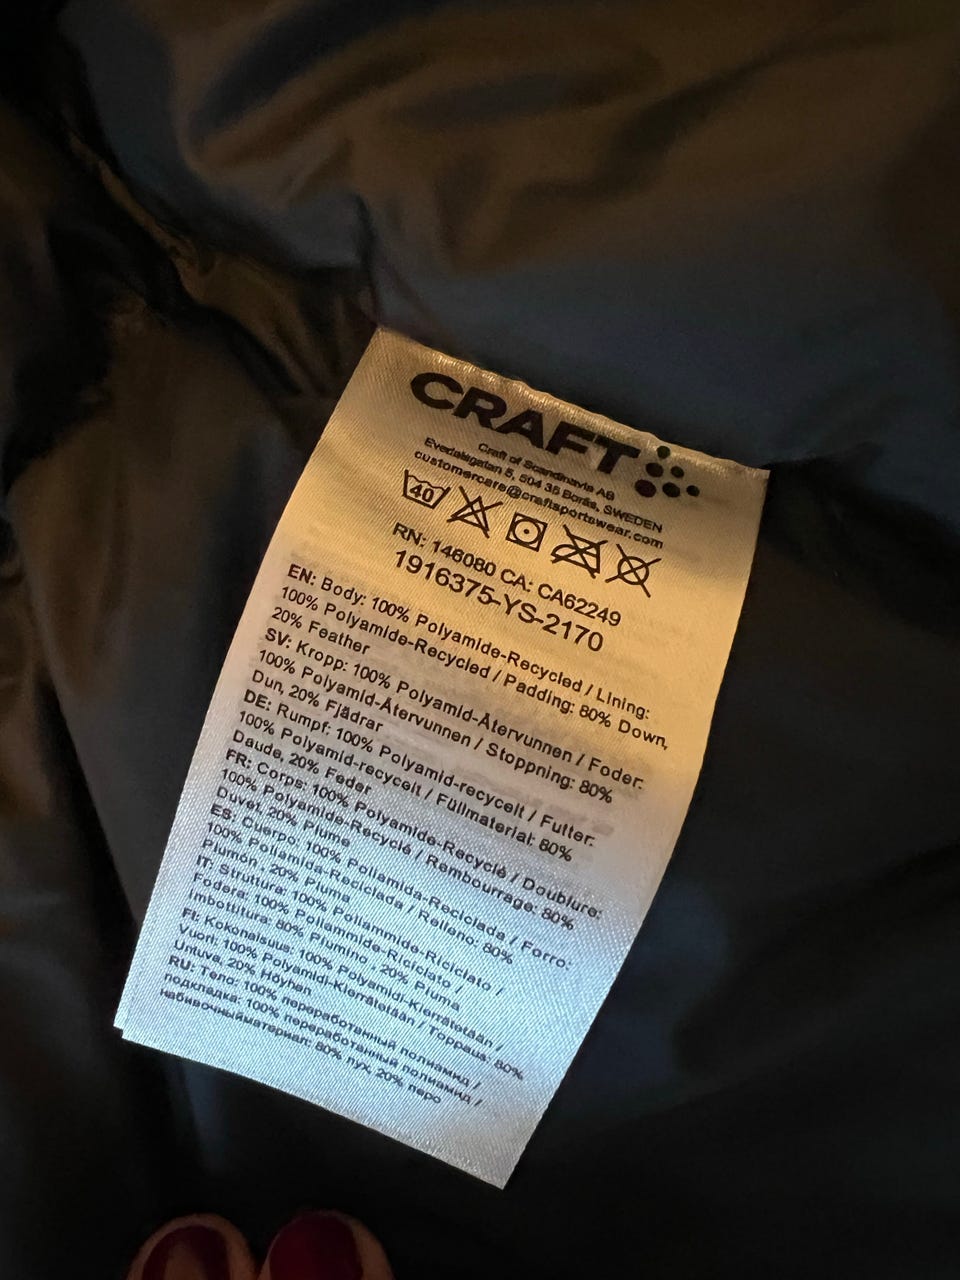 CRAFT
Craft of Scandinavia AB
Evedalsgatan 5, 504 35 Borås, SWEDEN
customercare@craftsportswear.com
40
RN: 146080 CA: CA62249
1916375-YS-2170
EN: Body: 100% Polyamide-Recycled / Lining:
100% Polyamide-Recycled / Padding: 80% Down,
20% Feather
SV: Kropp: 100% Polyamid-Återvunnen / Foder:
100% Polyamid-Återvunnen / Stoppning: 80%
Dun, 20% Fjädrar
DE: Rumpf: 100% Polyamid-recycelt / Futter:
100% Polyamid-recycelt / Füllmaterial: 80%
Daude, 20% Feder
FR: Corps: 100% Polyamide-Recyclé / Doublure:
100% Polyamide-Recyclé / Rembourrage: 80%
Duvet, 20% Plume
ES: Cuerpo: 100% Poliamida-Reciclada / Forro:
100% Poliamida-Reciclada / Relleno: 80%
Plumón, 20% Pluma
IT: Struttura: 100% Poliammide-Riciclato /
Fodera: 100% Poliammide-Riciclato /
Imbottitura: 80% Piumino , 20% Piuma
FI: Kokonaisuus: 100% Polyamidi-Kierrätetään /
Vuori: 100% Polyamidi-Kierrätetään / Toppaus: 80%
Untuva, 20% Höyhen
RU: Тело: 100% переработанный полиамид /
подкладка: 100% переработанный полиамид /
набивочныйматериал: 80% пух, 20% перо